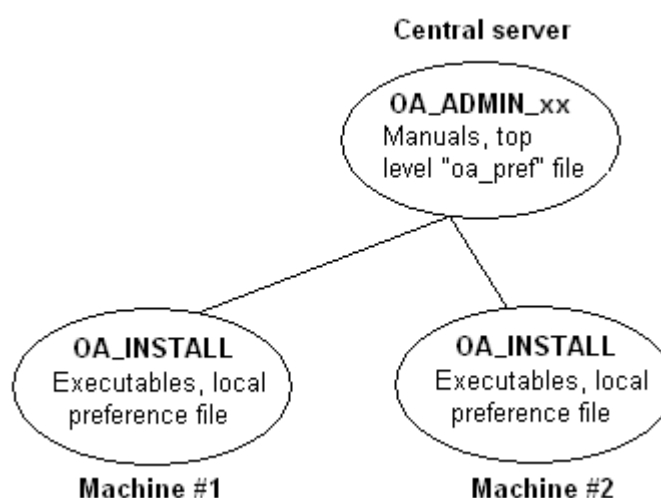 Central server
OA_ADMIN_xx
Manuals, top
level "oa_pref" file
OA_INSTALL
Executables, local
preference file
Machine #1
OA_INSTALL
Executables, local
preference file
Machine #2